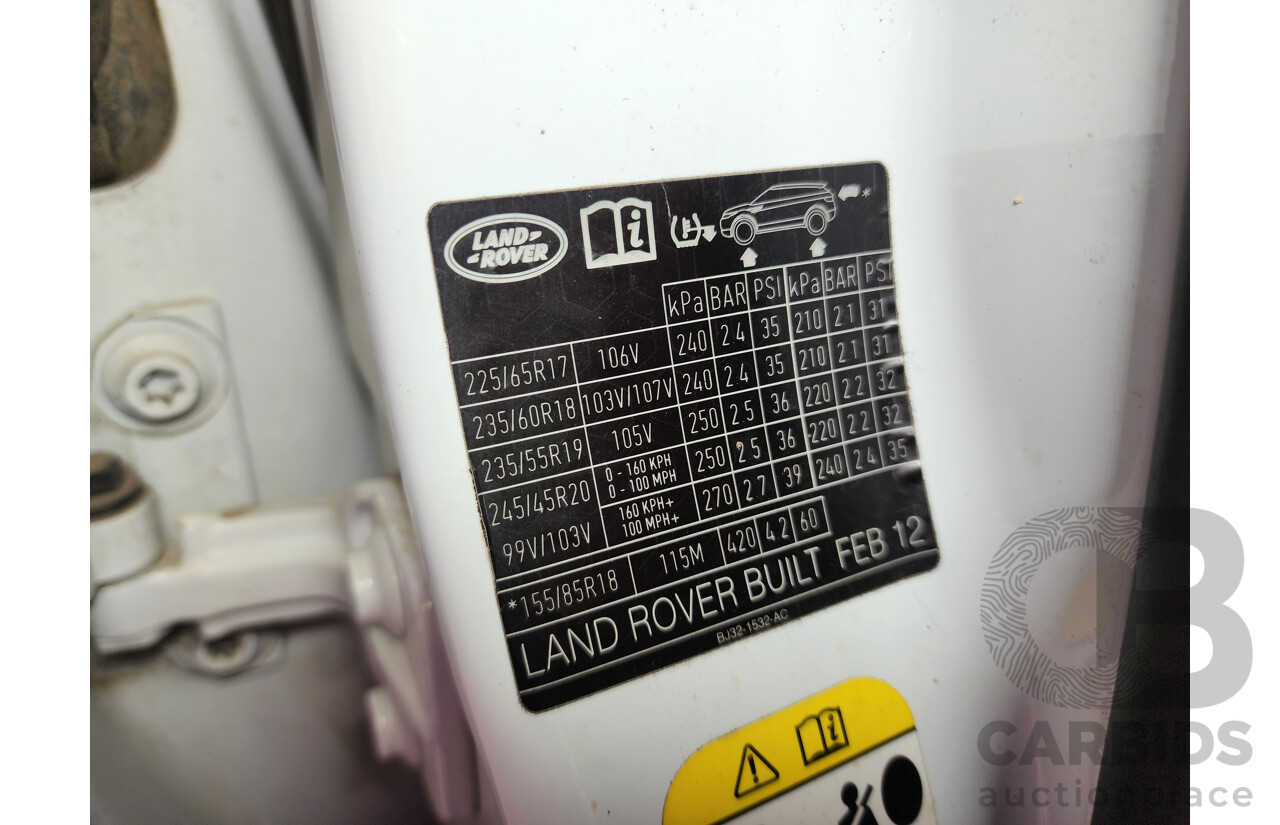 LAND-
-ROVER
*
kPa BAR PSI kPa BAR PSI
225/65R17 106V 240 2.4 35 210 2.1 31
235/60R18 103V/107V 240 2.4 35 210 2.1 31
235/55R19 105V 250 2.5 36 220 2.2 32
245/45R20 0 - 160 KPH 250 2.5 36 220 2.2 32
0 - 100 MPH
99V/103V 160 KPH+ 270 2.7 39 240 2.4 35
100 MPH+
*155/85R18 115M 420 4.2 60
LAND ROVER BUILT FEB 12
BJ32-1532-AC
CARBIDS
auctionplace